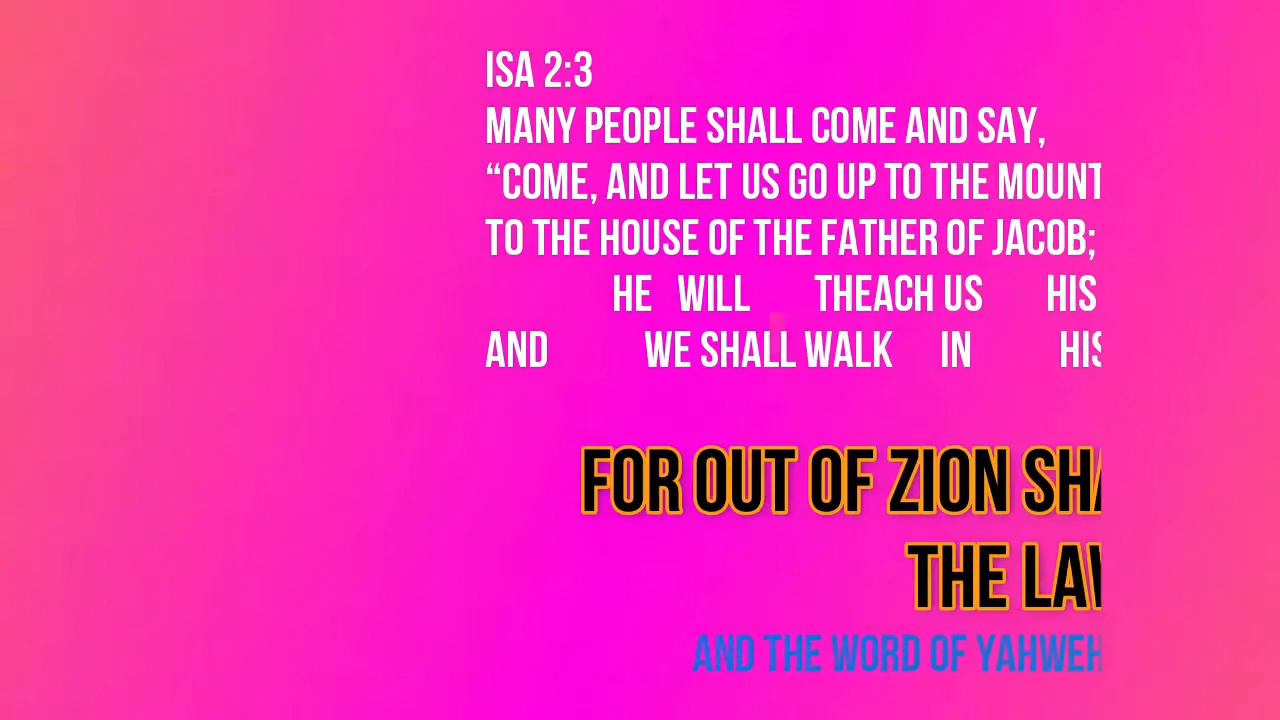 ISA 2:3
MANY PEOPLE SHALL COME AND SAY,
“COME, AND LET US GO UP TO THE MOUNT
TO THE HOUSE OF THE FATHER OF JACOB;
HE WILL THEACH US HIS
AND WE SHALL WALK IN HIS
FOR OUT OF ZION SHA
THE LAW
AND THE WORD OF YAHWEH